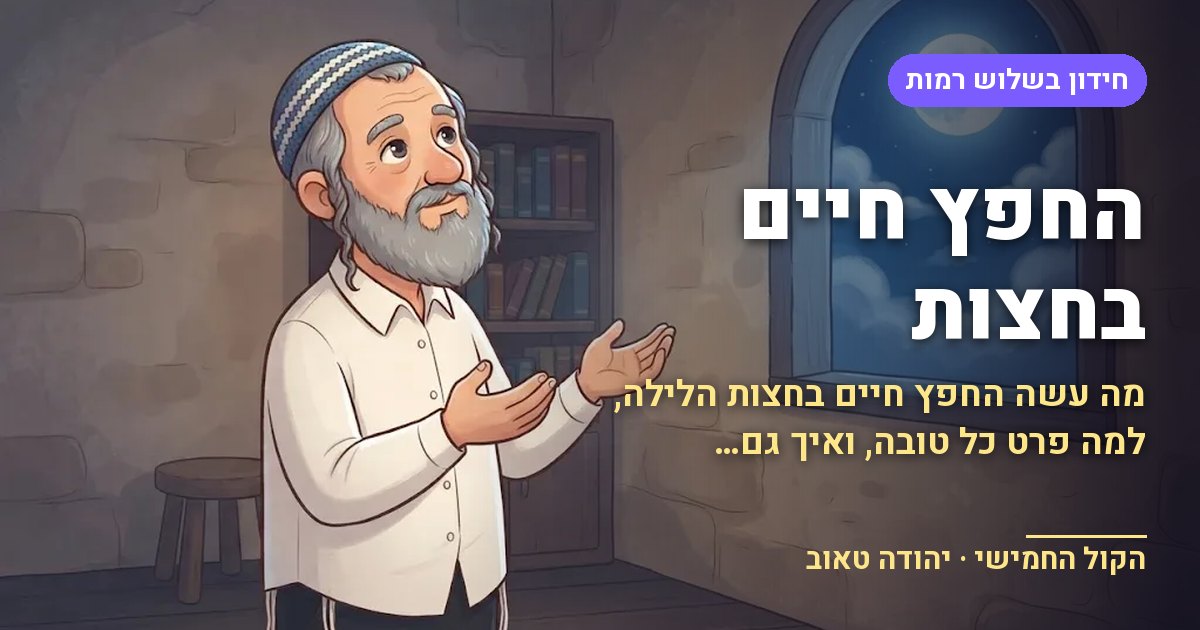 חידון בשלוש רמות
החפץ חיים
בחצות
מה עשה החפץ חיים בחצות הלילה,
למה פרט כל טובה, ואיך גם...
הקול החמישי · יהודה טאוב